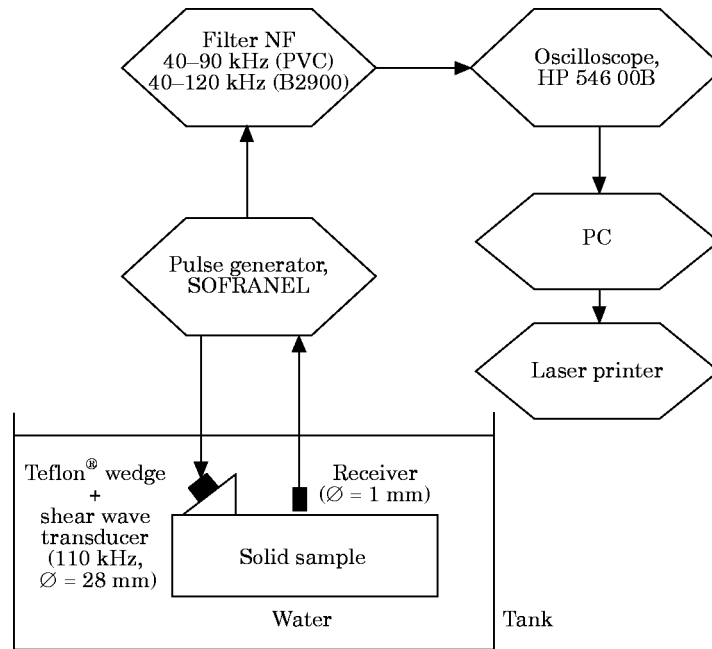 Filter NF
40–90 kHz (PVC)
40–120 kHz (B2900)
Oscilloscope,
HP 546 00B
Pulse generator,
SOFRANEL
PC
Laser printer
Teflon® wedge
+
shear wave
transducer
(110 kHz,
∅ = 28 mm)
Receiver
(∅ = 1 mm)
Solid sample
Water
Tank